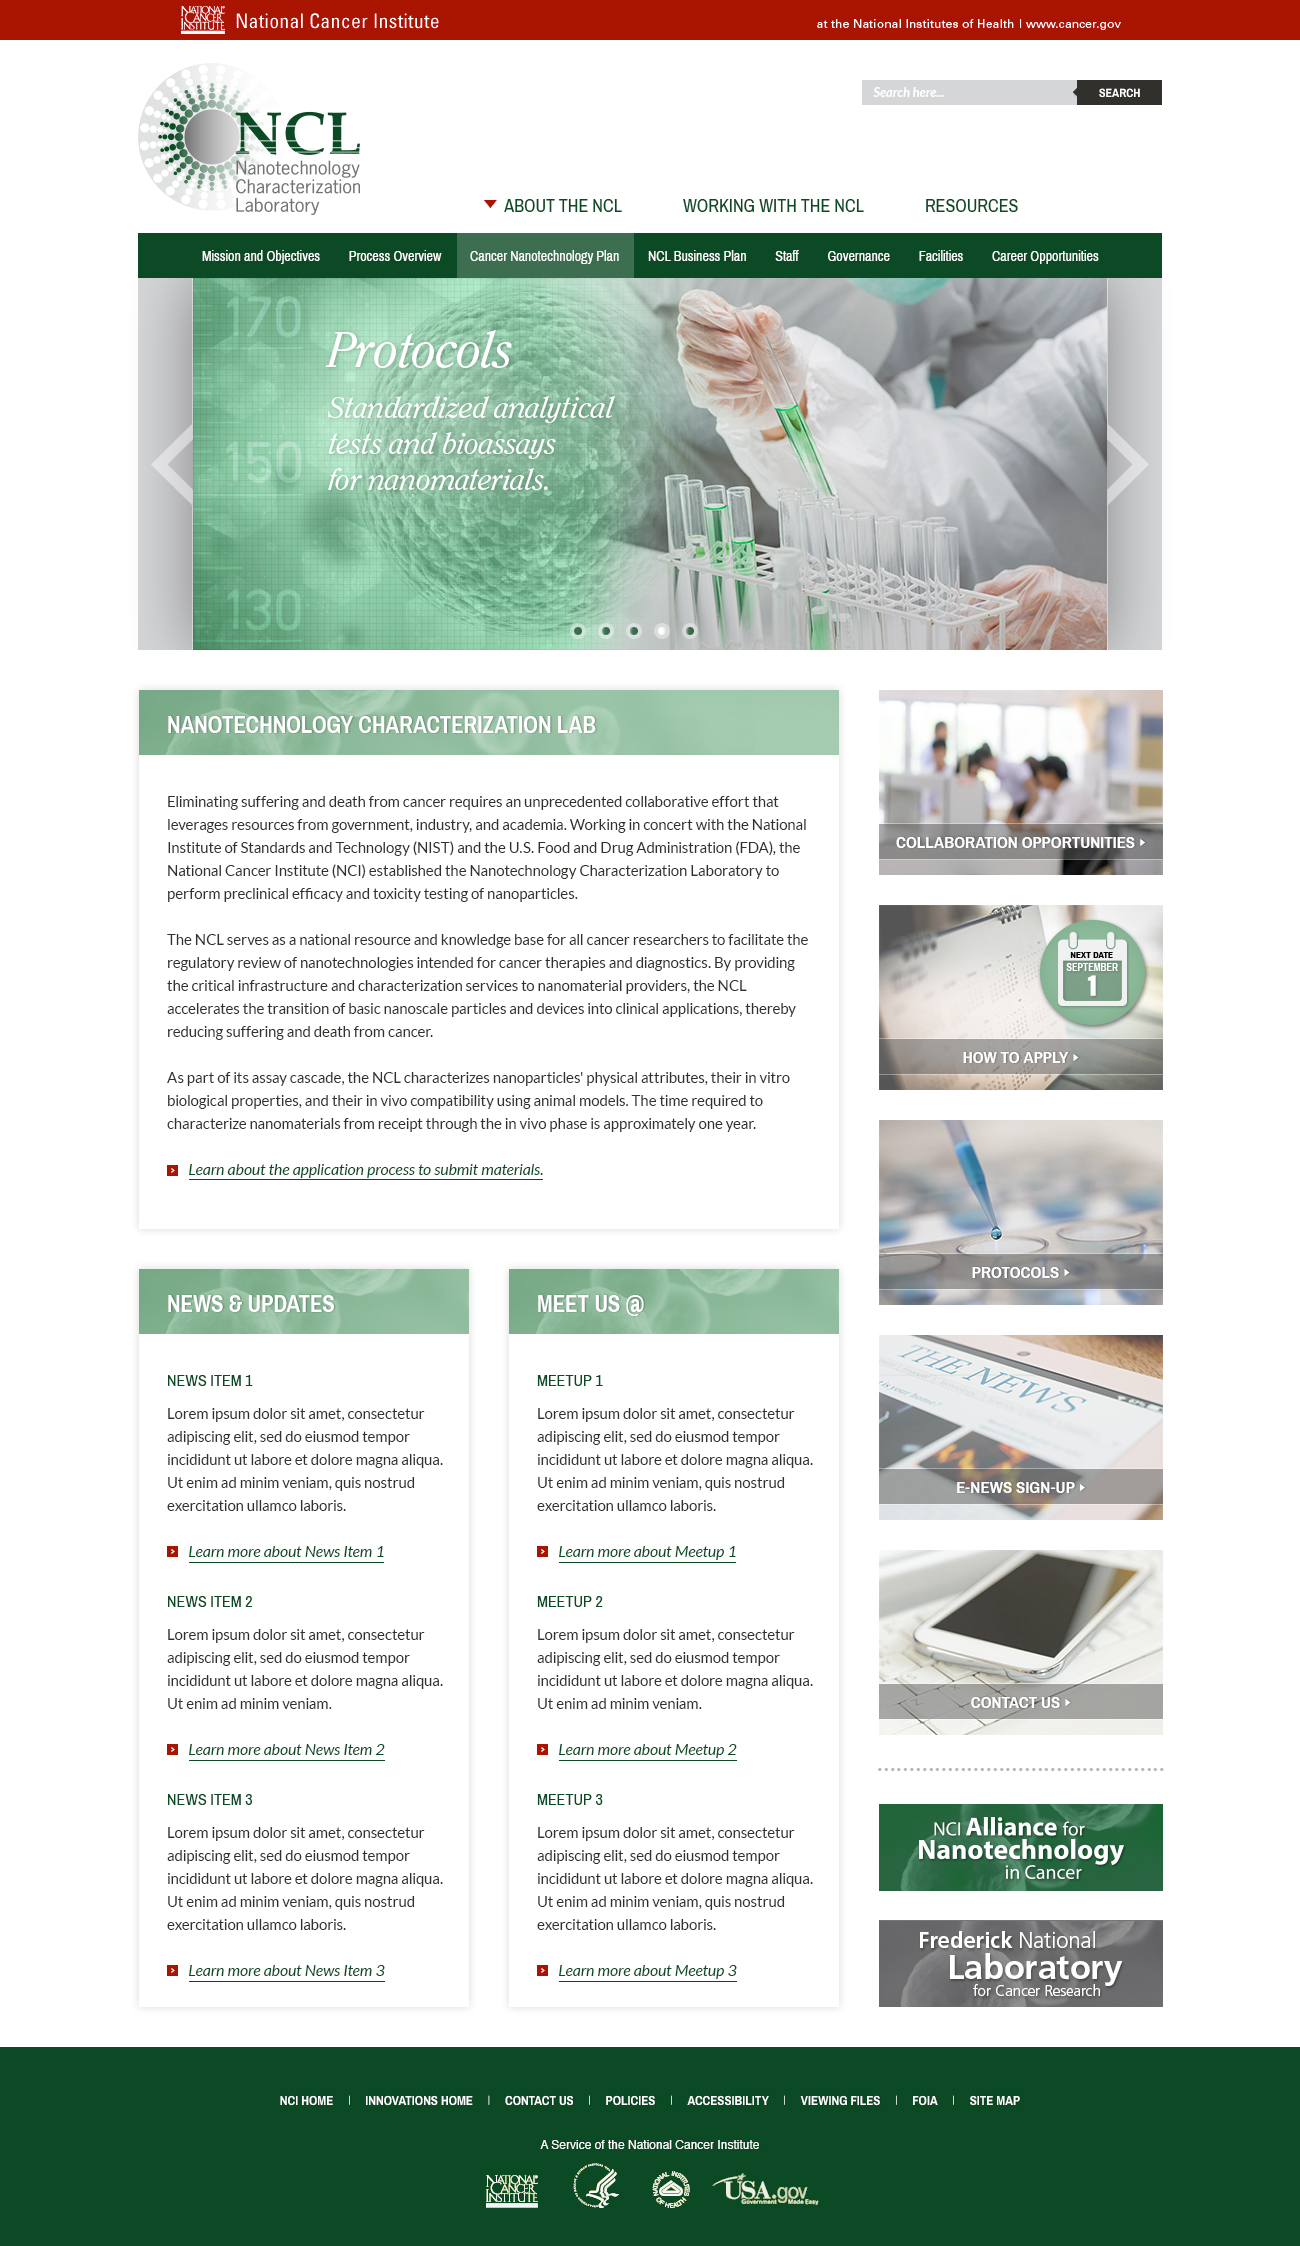 NATIONAL CANCER INSTITUTE
National Cancer Institute
at the National Institutes of Health | www.cancer.gov
Search here...
SEARCH
NCL
Nanotechnology
Characterization
Laboratory
ABOUT THE NCL
WORKING WITH THE NCL
RESOURCES
Mission and Objectives
Process Overview
Cancer Nanotechnology Plan
NCL Business Plan
Staff
Governance
Facilities
Career Opportunities
170
150
130
Protocols
Standardized analytical
tests and bioassays
for nanomaterials.
NANOTECHNOLOGY CHARACTERIZATION LAB
Eliminating suffering and death from cancer requires an unprecedented collaborative effort that
leverages resources from government, industry, and academia. Working in concert with the National
Institute of Standards and Technology (NIST) and the U.S. Food and Drug Administration (FDA), the
National Cancer Institute (NCI) established the Nanotechnology Characterization Laboratory to
perform preclinical efficacy and toxicity testing of nanoparticles.
The NCL serves as a national resource and knowledge base for all cancer researchers to facilitate the
regulatory review of nanotechnologies intended for cancer therapies and diagnostics. By providing
the critical infrastructure and characterization services to nanomaterial providers, the NCL
accelerates the transition of basic nanoscale particles and devices into clinical applications, thereby
reducing suffering and death from cancer.
As part of its assay cascade, the NCL characterizes nanoparticles' physical attributes, their in vitro
biological properties, and their in vivo compatibility using animal models. The time required to
characterize nanomaterials from receipt through the in vivo phase is approximately one year.
Learn about the application process to submit materials.
NEWS & UPDATES
NEWS ITEM 1
Lorem ipsum dolor sit amet, consectetur
adipiscing elit, sed do eiusmod tempor
incididunt ut labore et dolore magna aliqua.
Ut enim ad minim veniam, quis nostrud
exercitation ullamco laboris.
Learn more about News Item 1
NEWS ITEM 2
Lorem ipsum dolor sit amet, consectetur
adipiscing elit, sed do eiusmod tempor
incididunt ut labore et dolore magna aliqua.
Ut enim ad minim veniam.
Learn more about News Item 2
NEWS ITEM 3
Lorem ipsum dolor sit amet, consectetur
adipiscing elit, sed do eiusmod tempor
incididunt ut labore et dolore magna aliqua.
Ut enim ad minim veniam, quis nostrud
exercitation ullamco laboris.
Learn more about News Item 3
MEET US @
MEETUP 1
Lorem ipsum dolor sit amet, consectetur
adipiscing elit, sed do eiusmod tempor
incididunt ut labore et dolore magna aliqua.
Ut enim ad minim veniam, quis nostrud
exercitation ullamco laboris.
Learn more about Meetup 1
MEETUP 2
Lorem ipsum dolor sit amet, consectetur
adipiscing elit, sed do eiusmod tempor
incididunt ut labore et dolore magna aliqua.
Ut enim ad minim veniam.
Learn more about Meetup 2
MEETUP 3
Lorem ipsum dolor sit amet, consectetur
adipiscing elit, sed do eiusmod tempor
incididunt ut labore et dolore magna aliqua.
Ut enim ad minim veniam, quis nostrud
exercitation ullamco laboris.
Learn more about Meetup 3
COLLABORATION OPPORTUNITIES
NEXT DATE
SEPTEMBER
1
HOW TO APPLY
PROTOCOLS
THE NEWS
E-NEWS SIGN-UP
CONTACT US
NCI Alliance for
Nanotechnology
in Cancer
Frederick National
Laboratory
for Cancer Research
NCI HOME | INNOVATIONS HOME | CONTACT US | POLICIES | ACCESSIBILITY | VIEWING FILES | FOIA | SITE MAP
A Service of the National Cancer Institute
NATIONAL CANCER INSTITUTE
NATIONAL INSTITUTES OF HEALTH
USA.gov
Government Made Easy